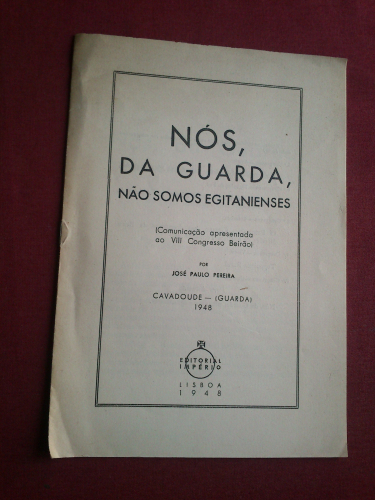 NÓS,
DA GUARDA,
NÃO SOMOS EGITANIENSES
(Comunicação apresentada
ao VIII Congresso Beirão)
POR
JOSÉ PAULO PEREIRA
CAVADOUDE — (GUARDA)
1948
EDITORIAL
IMPÉRIO
LISBOA
1948